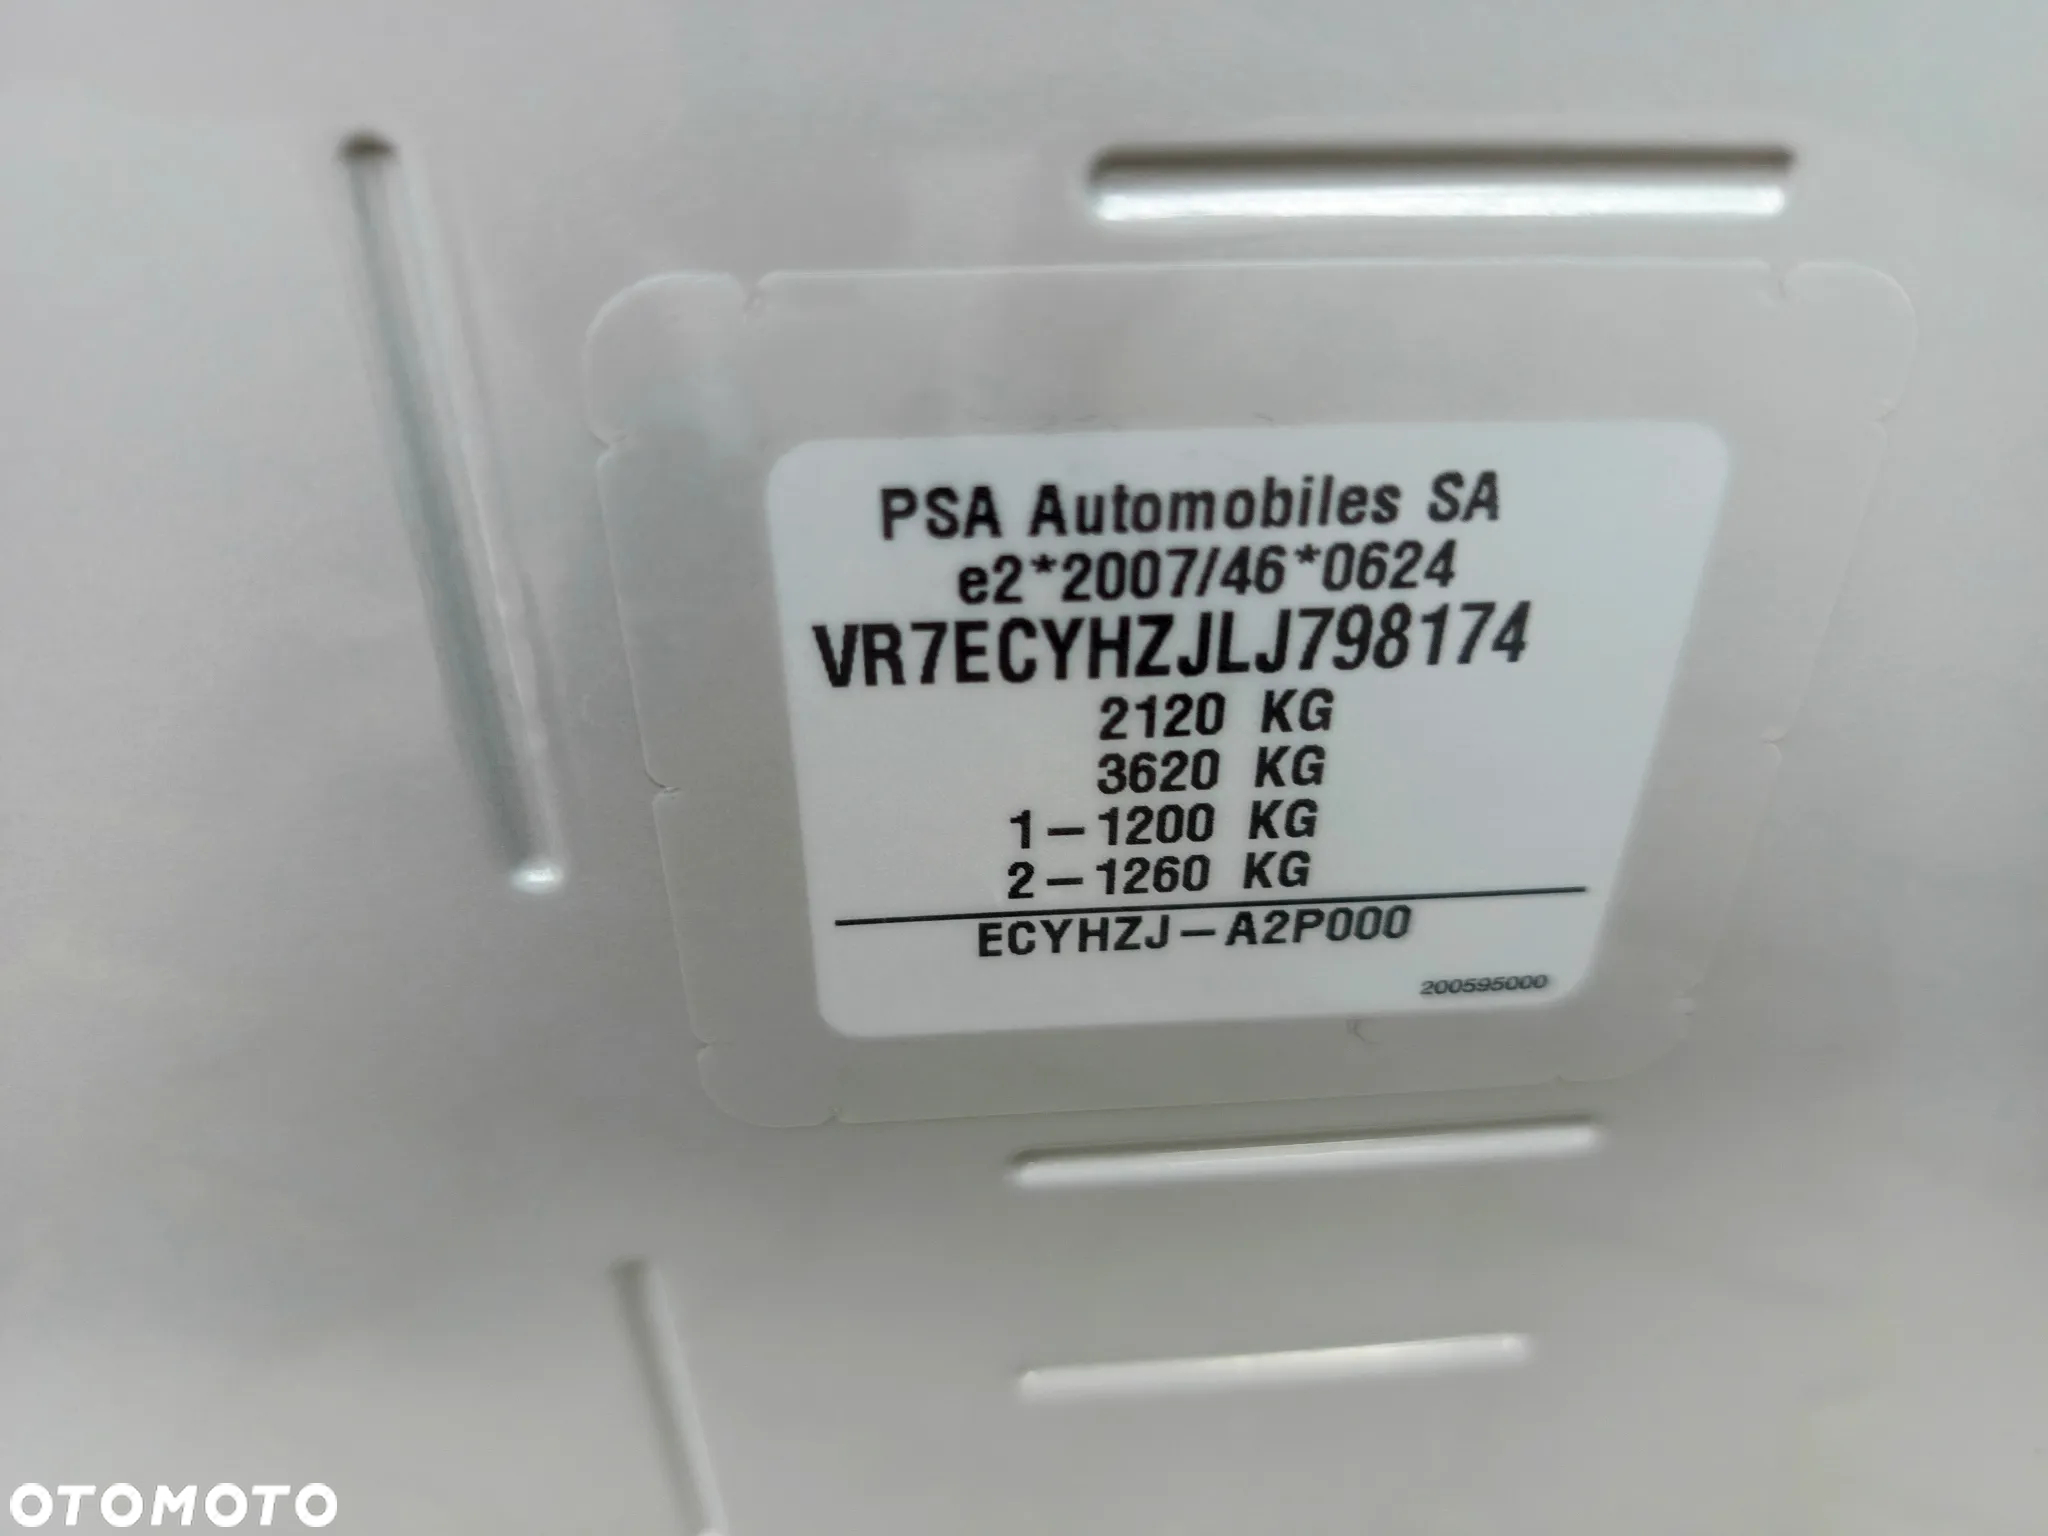 PSA Automobiles SA
e2*2007/46*0624
VR7ECYHZJLJ798174
2120 KG
3620 KG
1-1200 KG
2-1260 KG
ECYHZJ-A2P000
200595000
OTOMOTO